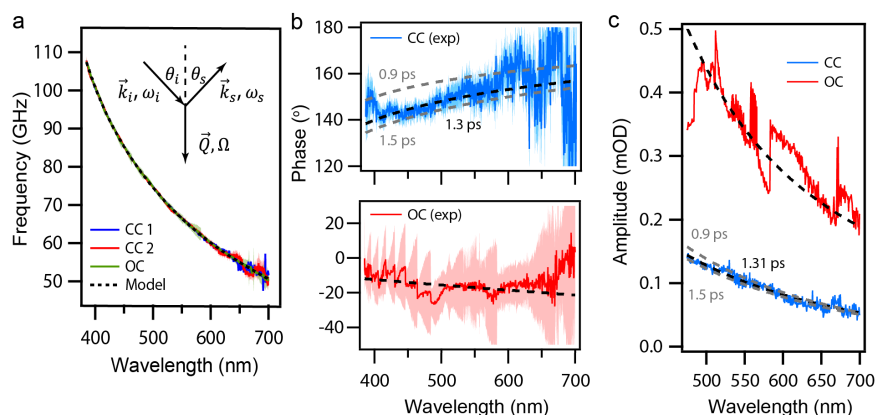 a
Frequency (GHz)
110
100
90
80
70
60
50
θi θs
k⃗i, ωi
k⃗s, ωs
Q⃗, Ω
CC 1
CC 2
OC
Model
400 500 600 700
Wavelength (nm)
b
Phase (°)
180
160
140
120
CC (exp)
0.9 ps
1.5 ps
1.3 ps
400 500 600 700
20
0
-20
-40
OC (exp)
400 500 600 700
Wavelength (nm)
c
Amplitude (mOD)
0.5
0.4
0.3
0.2
0.1
0.0
CC
OC
0.9 ps
1.31 ps
1.5 ps
500 550 600 650 700
Wavelength (nm)